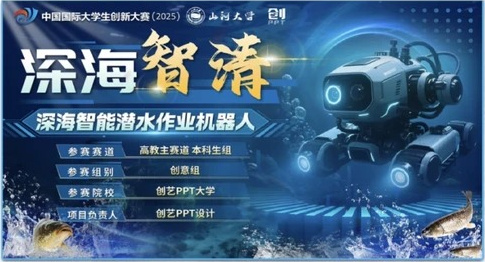 中国国际大学生创新大赛(2025)
山河大学
创
PPT
深海智清
深海智能潜水作业机器人
参赛赛道 高教主赛道 本科生组
参赛组别 创意组
参赛院校 创艺PPT大学
项目负责人 创艺PPT设计